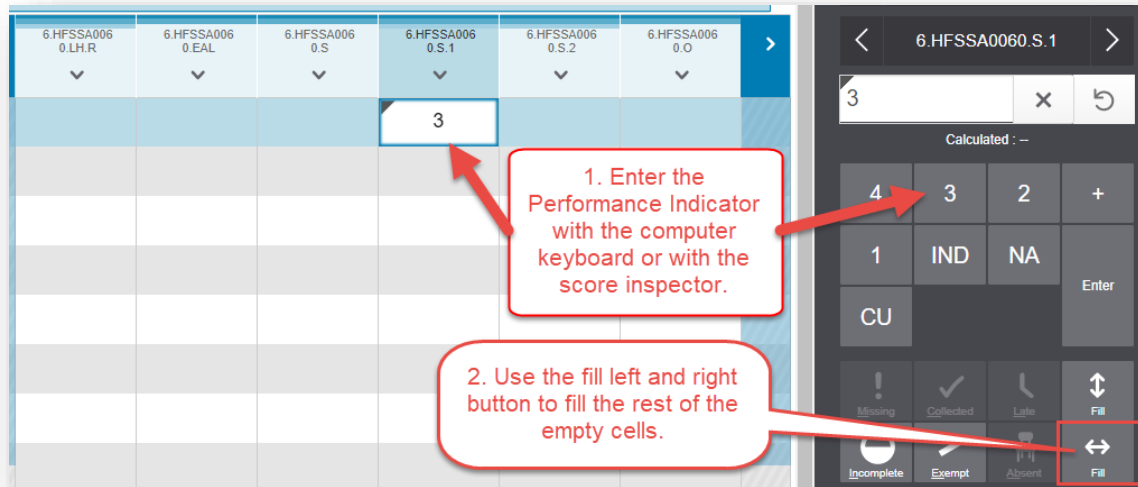 6.HFSSA006
0.LH.R
6.HFSSA006
0.EAL
6.HFSSA006
0.S
6.HFSSA006
0.S.1
6.HFSSA006
0.S.2
6.HFSSA006
0.O
3
1. Enter the
Performance Indicator
with the computer
keyboard or with the
score inspector.
2. Use the fill left and right
button to fill the rest of the
empty cells.
6.HFSSA0060.S.1
3
Calculated : --
4 3 2 +
1 IND NA
Enter
CU
Missing Collected Late Fill
Incomplete Exempt Absent Fill